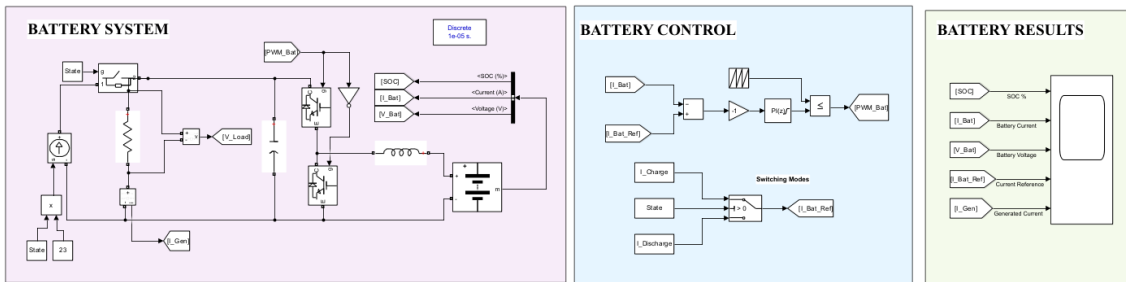 BATTERY SYSTEM
Discrete
1e-05 s.
State
g
1
[PWM_Bat]
[SOC]
<SOC (%)>
[I_Bat]
<Current (A)>
[V_Bat]
<Voltage (V)>
[V_Load]
g
C
E
g
C
E
m
x
State
23
[I_Gen]
BATTERY CONTROL
[I_Bat]
[I_Bat_Ref]
-1
PI(z)
≤
[PWM_Bat]
I_Charge
Switching Modes
State
> 0
[I_Bat_Ref]
I_Discharge
BATTERY RESULTS
[SOC]
SOC %
[I_Bat]
Battery Current
[V_Bat]
Battery Voltage
[I_Bat_Ref]
Current Reference
[I_Gen]
Generated Current